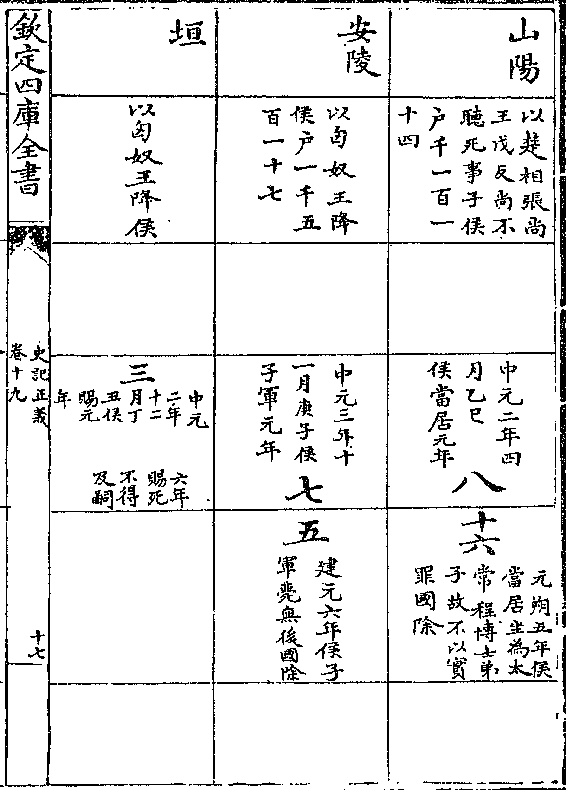 山陽
以楚相張尚
王戊反尚不
聽死事子侯
户千一百一
十四
中元二年四
月乙巳
侯當居元年
八
十六
元朔五年侯
當居坐為太
常程博士弟
子故不以實
罪國除
安陵
以匈奴王降
侯户一千五
百一十七
中元三年十
一月庚子侯
子軍元年
七
五
建元六年侯子
軍薨無後國除
垣
以匈奴王降侯
三
中元
二年
十二
月丁
丑侯
賜元
年
六年
賜死
不得
及嗣
欽定四庫全書
史記正義
卷十九
十七